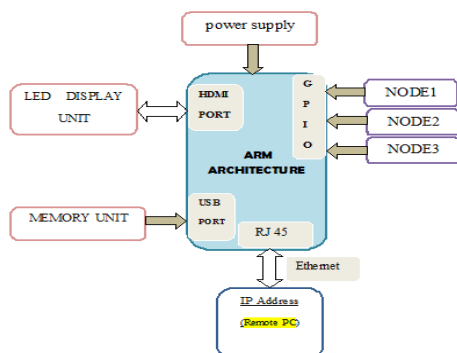 power supply
LED DISPLAY
UNIT
HDMI
PORT
G
P
I
O
NODE1
NODE2
NODE3
ARM
ARCHITECTURE
MEMORY UNIT
USB
PORT
RJ 45
Ethernet
IP Address
(Remote PC)